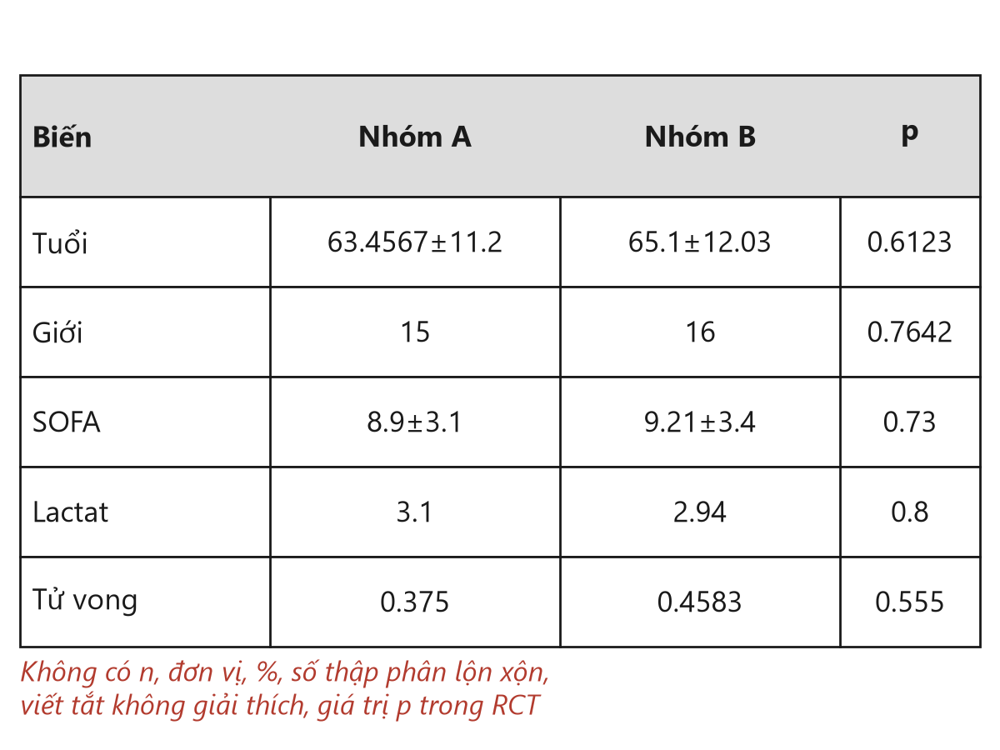 Biến Nhóm A Nhóm B p
Tuổi 63.4567±11.2 65.1±12.03 0.6123
Giới 15 16 0.7642
SOFA 8.9±3.1 9.21±3.4 0.73
Lactat 3.1 2.94 0.8
Tử vong 0.375 0.4583 0.555
Không có n, đơn vị, %, số thập phân lộn xộn,
viết tắt không giải thích, giá trị p trong RCT